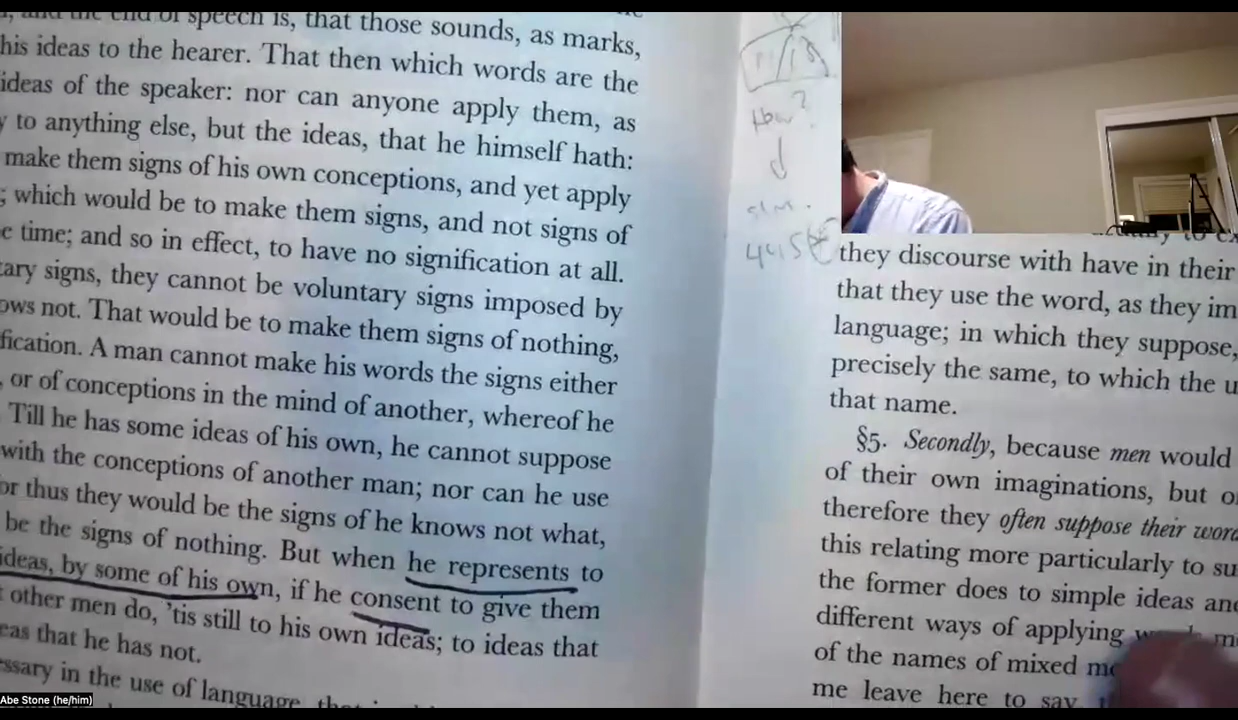 and the end of speech is, that those sounds, as marks,
his ideas to the hearer. That then which words are the
ideas of the speaker: nor can anyone apply them, as
to anything else, but the ideas, that he himself hath:
make them signs of his own conceptions, and yet apply
; which would be to make them signs, and not signs of
e time; and so in effect, to have no signification at all.
tary signs, they cannot be voluntary signs imposed by
ows not. That would be to make them signs of nothing,
fication. A man cannot make his words the signs either
, or of conceptions in the mind of another, whereof he
Till he has some ideas of his own, he cannot suppose
with the conceptions of another man; nor can he use
or thus they would be the signs of he knows not what,
be the signs of nothing. But when he represents to
ideas, by some of his own, if he consent to give them
t other men do, 'tis still to his own ideas; to ideas that
eas that he has not.
ssary in the use of language, that
How?
they discourse with have in their
that they use the word, as they im
language; in which they suppose,
precisely the same, to which the u
that name.
§5. Secondly, because men would
of their own imaginations, but o
therefore they often suppose their word
this relating more particularly to su
the former does to simple ideas and
different ways of applying
of the names of mixed mo
me leave here to say,
Abe Stone (he/him)